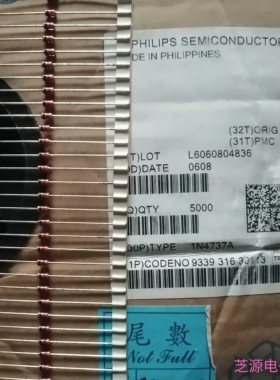 PHILIPS SEMICONDUCTOR
DE IN PHILIPPINES
(32T)ORIG
(31T)PMC
T)LOT L6060804836
D)DATE 0608
Q)QTY 5000
30P)TYPE 1N4737A
1P)CODENO 9339 316
尾數
Not Full
芝源电